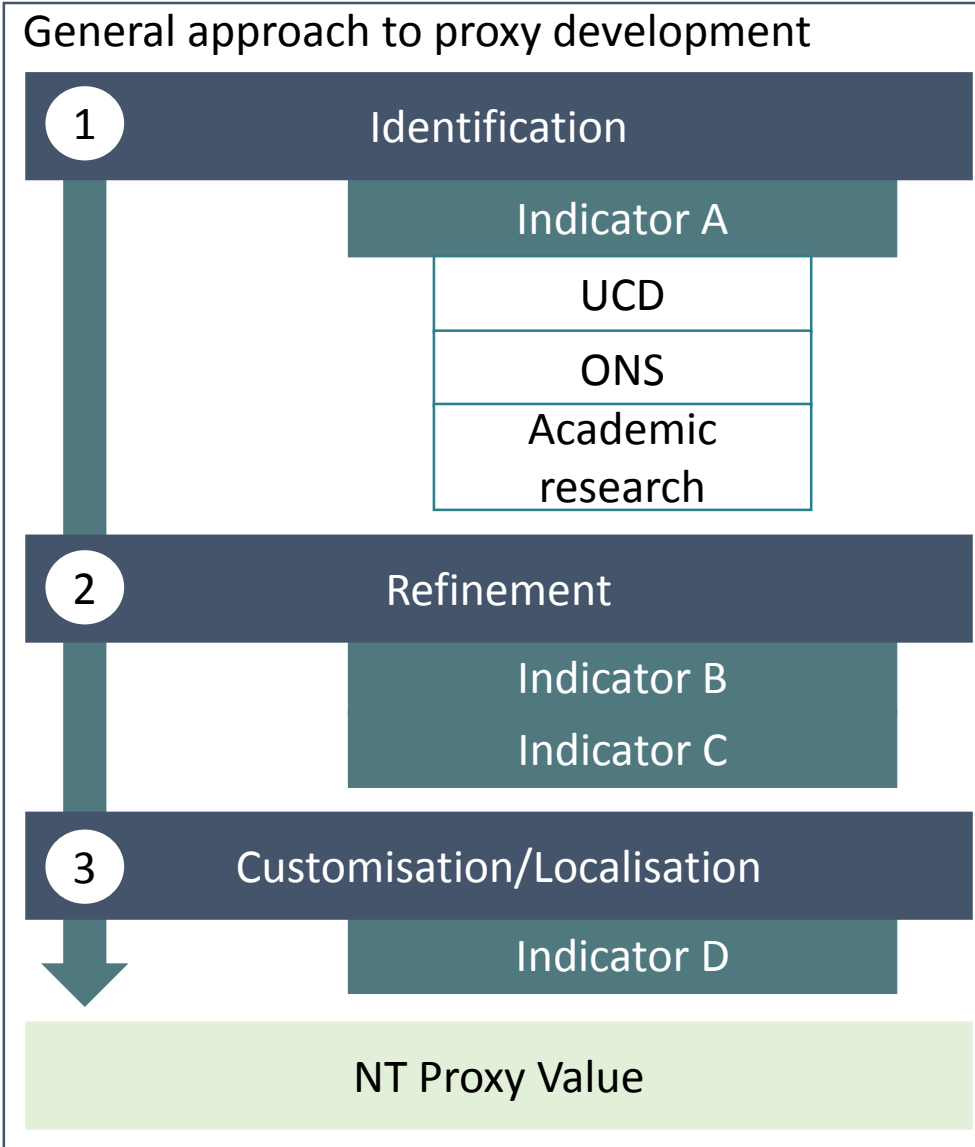 General approach to proxy development
1
Identification
Indicator A
UCD
ONS
Academic
research
2
Refinement
Indicator B
Indicator C
3
Customisation/Localisation
Indicator D
NT Proxy Value